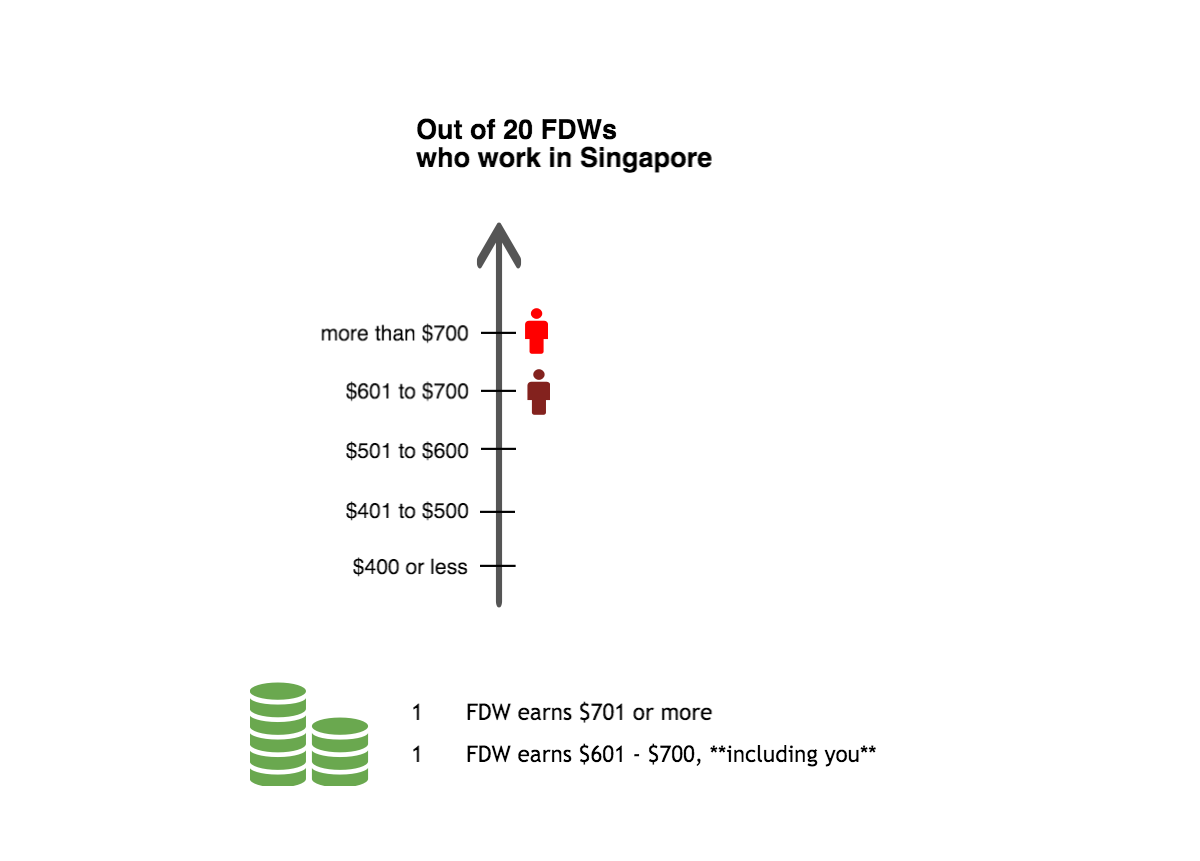 Out of 20 FDWs
who work in Singapore
more than $700
$601 to $700
$501 to $600
$401 to $500
$400 or less
1 FDW earns $701 or more
1 FDW earns $601 - $700, **including you**